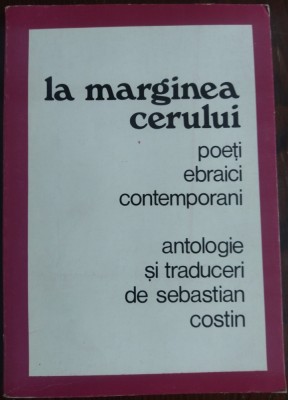 la marginea
cerului
poeți
ebraici
contemporani
antologie
și traduceri
de sebastian
costin